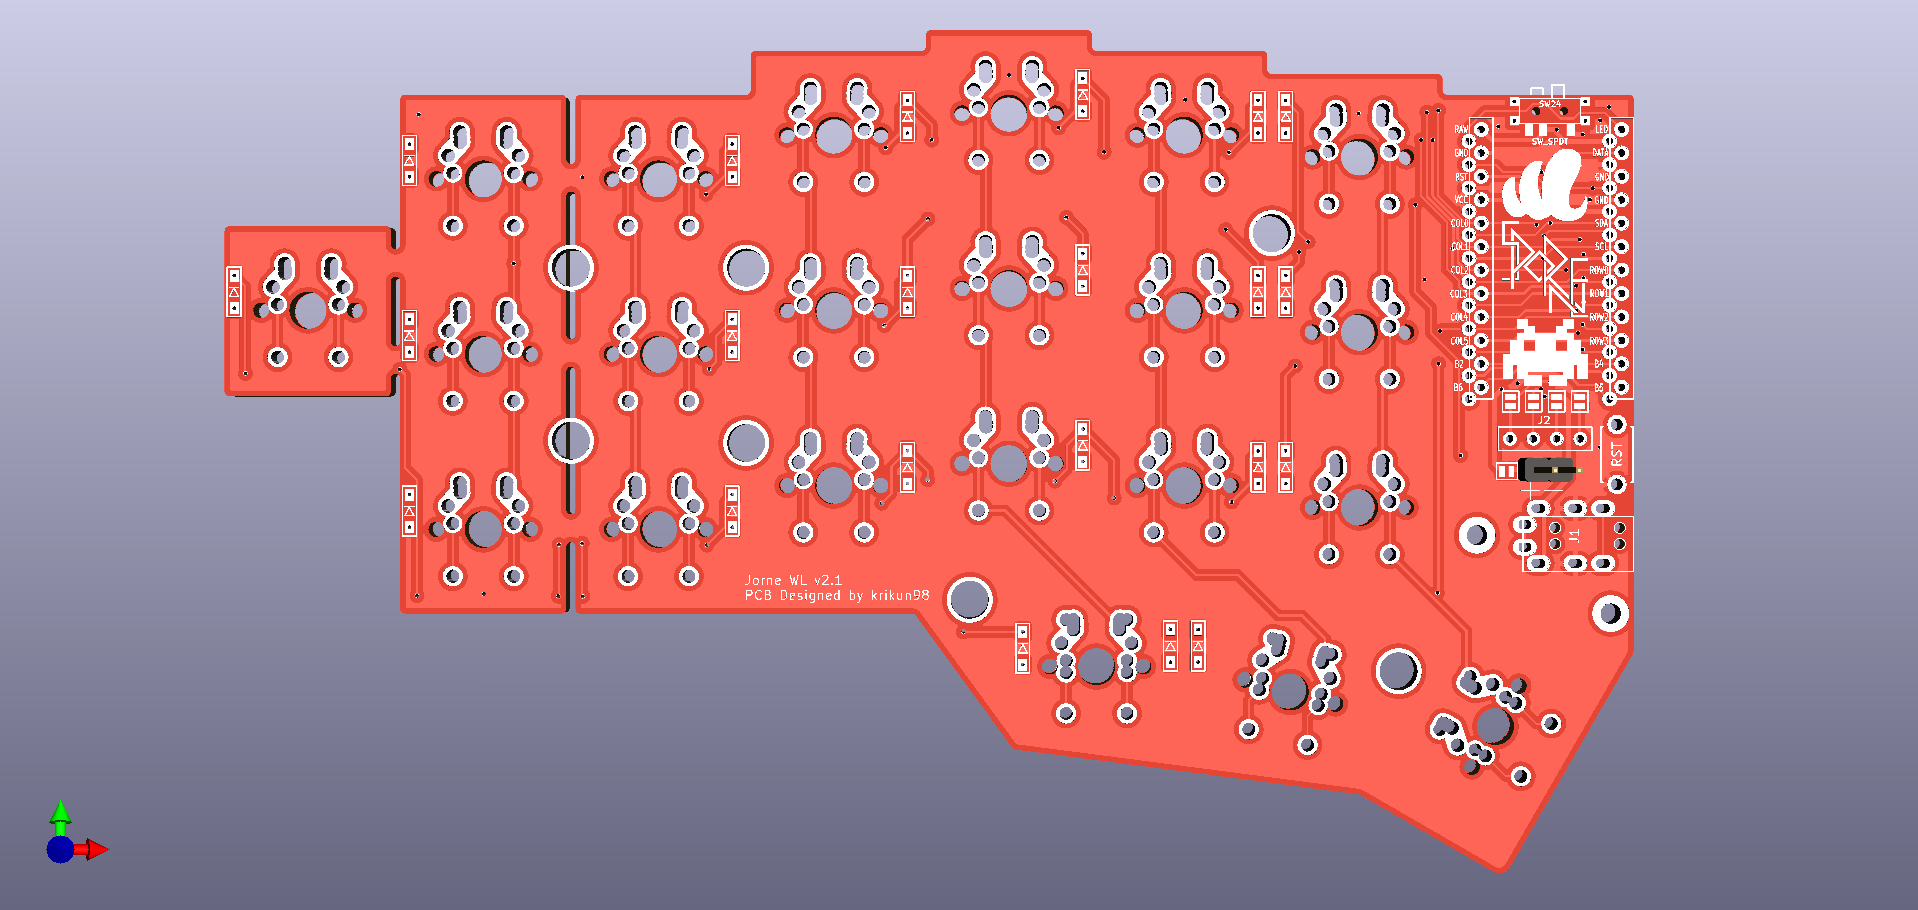 SW24
SW_SPDT
RAW
GND
RST
VCC
COL0
COL1
COL2
COL3
COL4
COL5
B2
B6
LED
DATA
GND
GND
SDA
SCL
ROW0
ROW1
ROW2
ROW3
B4
B5
J2
RST
J1
Jorne WL v2.1
PCB Designed by krikun98